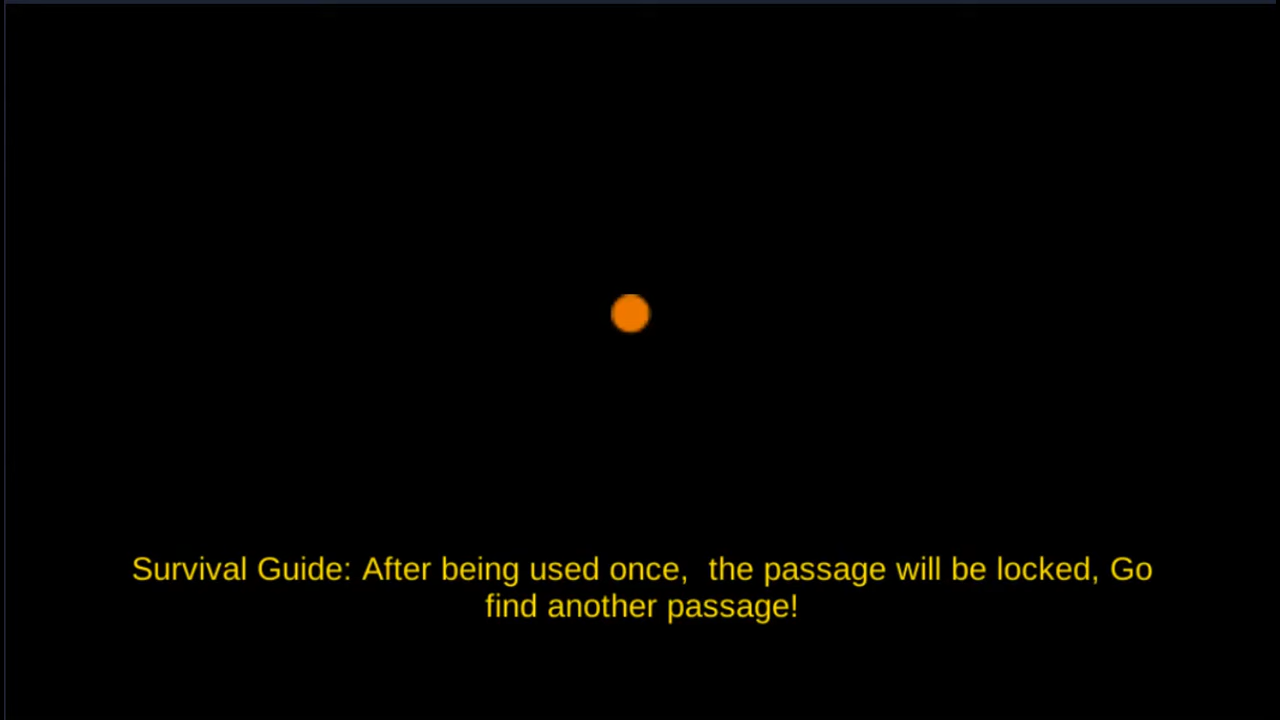 Survival Guide: After being used once,  the passage will be locked, Go
find another passage!